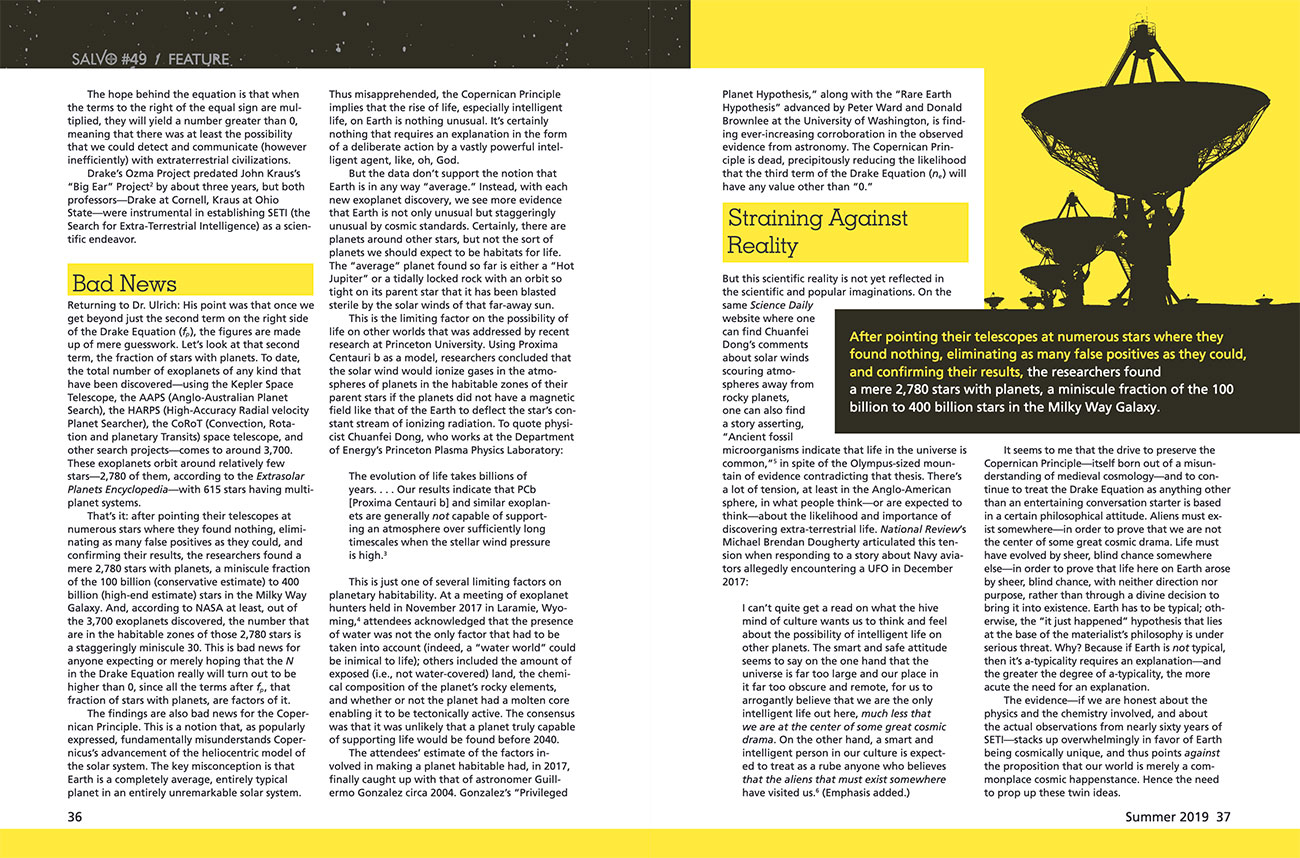 SALVO #49 / FEATURE
The hope behind the equation is that when
the terms to the right of the equal sign are mul-
tiplied, they will yield a number greater than 0,
meaning that there was at least the possibility
that we could detect and communicate (however
inefficiently) with extraterrestrial civilizations.
Drake's Ozma Project predated John Kraus's
"Big Ear" Project² by about three years, but both
professors—Drake at Cornell, Kraus at Ohio
State—were instrumental in establishing SETI (the
Search for Extra-Terrestrial Intelligence) as a scien-
tific endeavor.
Bad News
Returning to Dr. Ulrich: His point was that once we
get beyond just the second term on the right side
of the Drake Equation (fp), the figures are made
up of mere guesswork. Let's look at that second
term, the fraction of stars with planets. To date,
the total number of exoplanets of any kind that
have been discovered—using the Kepler Space
Telescope, the AAPS (Anglo-Australian Planet
Search), the HARPS (High-Accuracy Radial velocity
Planet Searcher), the CoRoT (Convection, Rota-
tion and planetary Transits) space telescope, and
other search projects—comes to around 3,700.
These exoplanets orbit around relatively few
stars—2,780 of them, according to the Extrasolar
Planets Encyclopedia—with 615 stars having multi-
planet systems.
That's it: after pointing their telescopes at
numerous stars where they found nothing, elimi-
nating as many false positives as they could, and
confirming their results, the researchers found a
mere 2,780 stars with planets, a miniscule fraction
of the 100 billion (conservative estimate) to 400
billion (high-end estimate) stars in the Milky Way
Galaxy. And, according to NASA at least, out of
the 3,700 exoplanets discovered, the number that
are in the habitable zones of those 2,780 stars is
a staggeringly miniscule 30. This is bad news for
anyone expecting or merely hoping that the N
in the Drake Equation really will turn out to be
higher than 0, since all the terms after fp, that
fraction of stars with planets, are factors of it.
The findings are also bad news for the Coper-
nican Principle. This is a notion that, as popularly
expressed, fundamentally misunderstands Coper-
nicus's advancement of the heliocentric model of
the solar system. The key misconception is that
Earth is a completely average, entirely typical
planet in an entirely unremarkable solar system.
Thus misapprehended, the Copernican Principle
implies that the rise of life, especially intelligent
life, on Earth is nothing unusual. It's certainly
nothing that requires an explanation in the form
of a deliberate action by a vastly powerful intel-
ligent agent, like, oh, God.
But the data don't support the notion that
Earth is in any way "average." Instead, with each
new exoplanet discovery, we see more evidence
that Earth is not only unusual but staggeringly
unusual by cosmic standards. Certainly, there are
planets around other stars, but not the sort of
planets we should expect to be habitats for life.
The "average" planet found so far is either a "Hot
Jupiter" or a tidally locked rock with an orbit so
tight on its parent star that it has been blasted
sterile by the solar winds of that far-away sun.
This is the limiting factor on the possibility of
life on other worlds that was addressed by recent
research at Princeton University. Using Proxima
Centauri b as a model, researchers concluded that
the solar wind would ionize gases in the atmo-
spheres of planets in the habitable zones of their
parent stars if the planets did not have a magnetic
field like that of the Earth to deflect the star's con-
stant stream of ionizing radiation. To quote physi-
cist Chuanfei Dong, who works at the Department
of Energy's Princeton Plasma Physics Laboratory:
The evolution of life takes billions of
years. . . . Our results indicate that PCb
[Proxima Centauri b] and similar exoplan-
ets are generally not capable of support-
ing an atmosphere over sufficiently long
timescales when the stellar wind pressure
is high.³
This is just one of several limiting factors on
planetary habitability. At a meeting of exoplanet
hunters held in November 2017 in Laramie, Wyo-
ming,⁴ attendees acknowledged that the presence
of water was not the only factor that had to be
taken into account (indeed, a "water world" could
be inimical to life); others included the amount of
exposed (i.e., not water-covered) land, the chemi-
cal composition of the planet's rocky elements,
and whether or not the planet had a molten core
enabling it to be tectonically active. The consensus
was that it was unlikely that a planet truly capable
of supporting life would be found before 2040.
The attendees' estimate of the factors in-
volved in making a planet habitable had, in 2017,
finally caught up with that of astronomer Guill-
ermo Gonzalez circa 2004. Gonzalez's "Privileged
36
Planet Hypothesis," along with the "Rare Earth
Hypothesis" advanced by Peter Ward and Donald
Brownlee at the University of Washington, is find-
ing ever-increasing corroboration in the observed
evidence from astronomy. The Copernican Prin-
ciple is dead, precipitously reducing the likelihood
that the third term of the Drake Equation (ne) will
have any value other than "0."
Straining Against
Reality
But this scientific reality is not yet reflected in
the scientific and popular imaginations. On the
same Science Daily
website where one
can find Chuanfei
Dong's comments
about solar winds
scouring atmo-
spheres away from
rocky planets,
one can also find
a story asserting,
"Ancient fossil
microorganisms indicate that life in the universe is
common,"⁵ in spite of the Olympus-sized moun-
tain of evidence contradicting that thesis. There's
a lot of tension, at least in the Anglo-American
sphere, in what people think—or are expected to
think—about the likelihood and importance of
discovering extra-terrestrial life. National Review's
Michael Brendan Dougherty articulated this ten-
sion when responding to a story about Navy avia-
tors allegedly encountering a UFO in December
2017:
I can't quite get a read on what the hive
mind of culture wants us to think and feel
about the possibility of intelligent life on
other planets. The smart and safe attitude
seems to say on the one hand that the
universe is far too large and our place in
it far too obscure and remote, for us to
arrogantly believe that we are the only
intelligent life out here, much less that
we are at the center of some great cosmic
drama. On the other hand, a smart and
intelligent person in our culture is expect-
ed to treat as a rube anyone who believes
that the aliens that must exist somewhere
have visited us.⁶ (Emphasis added.)
After pointing their telescopes at numerous stars where they
found nothing, eliminating as many false positives as they could,
and confirming their results, the researchers found
a mere 2,780 stars with planets, a miniscule fraction of the 100
billion to 400 billion stars in the Milky Way Galaxy.
It seems to me that the drive to preserve the
Copernican Principle—itself born out of a misun-
derstanding of medieval cosmology—and to con-
tinue to treat the Drake Equation as anything other
than an entertaining conversation starter is based
in a certain philosophical attitude. Aliens must ex-
ist somewhere—in order to prove that we are not
the center of some great cosmic drama. Life must
have evolved by sheer, blind chance somewhere
else—in order to prove that life here on Earth arose
by sheer, blind chance, with neither direction nor
purpose, rather than through a divine decision to
bring it into existence. Earth has to be typical; oth-
erwise, the "it just happened" hypothesis that lies
at the base of the materialist's philosophy is under
serious threat. Why? Because if Earth is not typical,
then it's a-typicality requires an explanation—and
the greater the degree of a-typicality, the more
acute the need for an explanation.
The evidence—if we are honest about the
physics and the chemistry involved, and about
the actual observations from nearly sixty years of
SETI—stacks up overwhelmingly in favor of Earth
being cosmically unique, and thus points against
the proposition that our world is merely a com-
monplace cosmic happenstance. Hence the need
to prop up these twin ideas.
Summer 2019 37